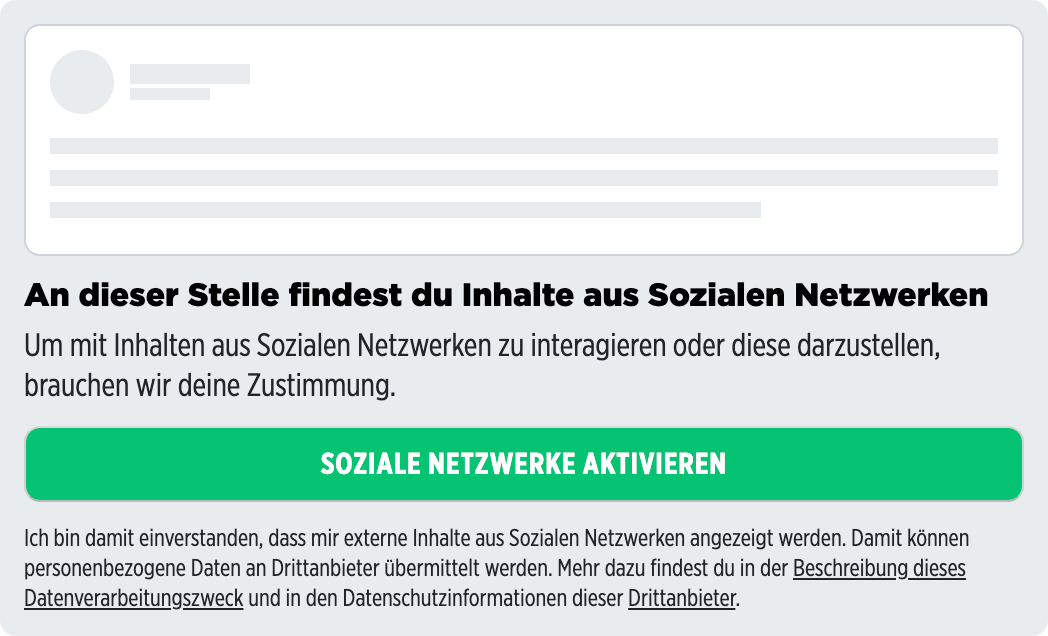 An dieser Stelle findest du Inhalte aus Sozialen Netzwerken
Um mit Inhalten aus Sozialen Netzwerken zu interagieren oder diese darzustellen,
brauchen wir deine Zustimmung.
SOZIALE NETZWERKE AKTIVIEREN
Ich bin damit einverstanden, dass mir externe Inhalte aus Sozialen Netzwerken angezeigt werden. Damit können
personenbezogene Daten an Drittanbieter übermittelt werden. Mehr dazu findest du in der Beschreibung dieses
Datenverarbeitungszweck und in den Datenschutzinformationen dieser Drittanbieter.